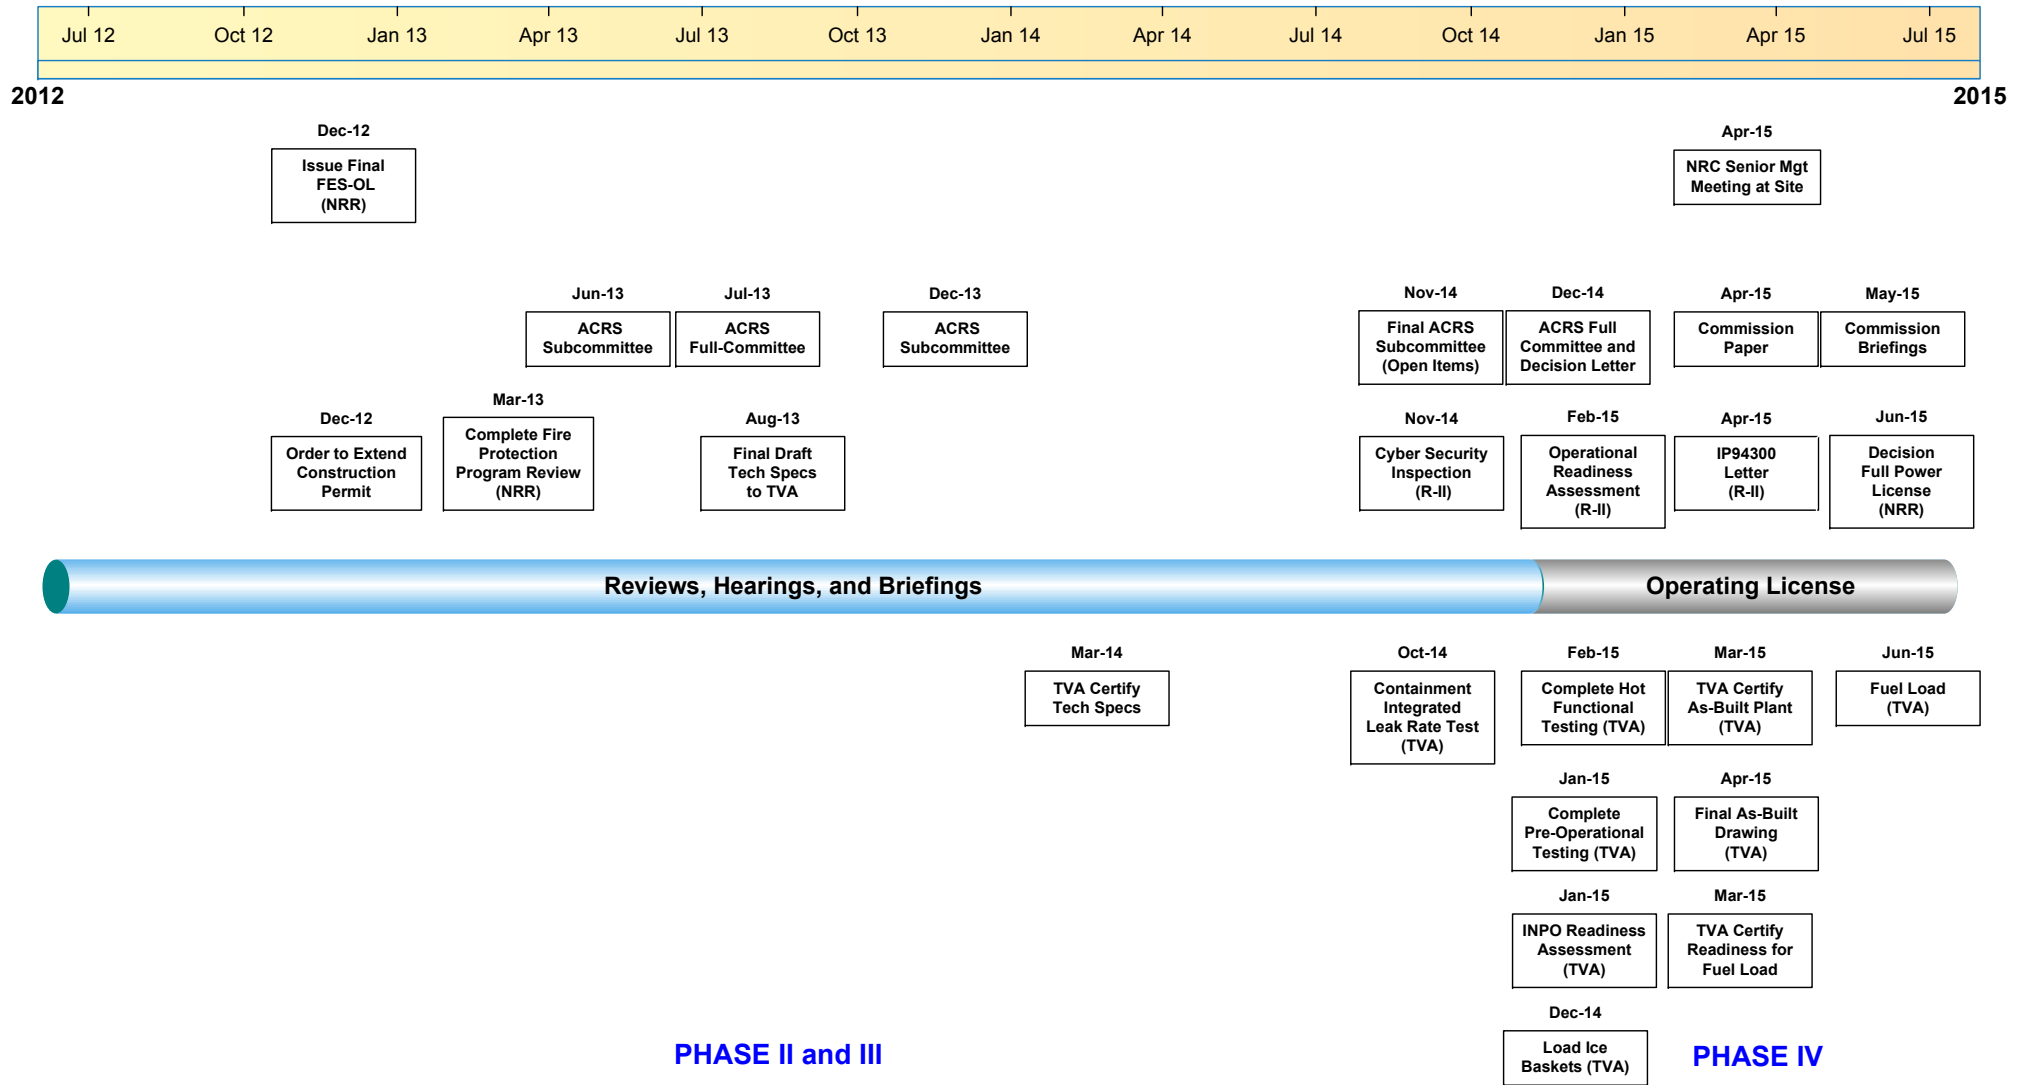 Jul 12 Oct 12 Jan 13 Apr 13 Jul 13 Oct 13 Jan 14 Apr 14 Jul 14 Oct 14 Jan 15 Apr 15 Jul 15
2012 2015
Dec-12
Issue Final
FES-OL
(NRR)
Apr-15
NRC Senior Mgt
Meeting at Site
Jun-13
ACRS
Subcommittee
Jul-13
ACRS
Full-Committee
Dec-13
ACRS
Subcommittee
Nov-14
Final ACRS
Subcommittee
(Open Items)
Dec-14
ACRS Full
Committee and
Decision Letter
Apr-15
Commission
Paper
May-15
Commission
Briefings
Dec-12
Order to Extend
Construction
Permit
Mar-13
Complete Fire
Protection
Program Review
(NRR)
Aug-13
Final Draft
Tech Specs
to TVA
Nov-14
Cyber Security
Inspection
(R-II)
Feb-15
Operational
Readiness
Assessment
(R-II)
Apr-15
IP94300
Letter
(R-II)
Jun-15
Decision
Full Power
License
(NRR)
Reviews, Hearings, and Briefings
Operating License
Mar-14
TVA Certify
Tech Specs
Oct-14
Containment
Integrated
Leak Rate Test
(TVA)
Feb-15
Complete Hot
Functional
Testing (TVA)
Mar-15
TVA Certify
As-Built Plant
(TVA)
Jun-15
Fuel Load
(TVA)
Jan-15
Complete
Pre-Operational
Testing (TVA)
Apr-15
Final As-Built
Drawing
(TVA)
Jan-15
INPO Readiness
Assessment
(TVA)
Mar-15
TVA Certify
Readiness for
Fuel Load
Dec-14
Load Ice
Baskets (TVA)
PHASE II and III
PHASE IV